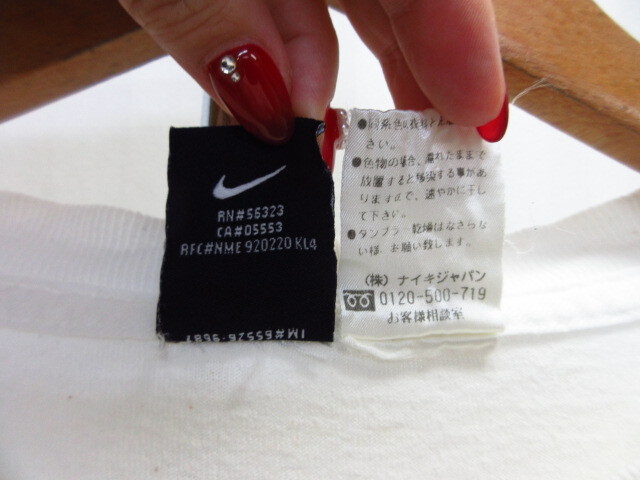 RN#56323
CA#05553
RFC#NME 920220 KL4
さい。
●色物の場合、濡れたままで
放置すると移染する事があ
りますので、速やかに干し
て下さい。
●タンブラー乾燥はなさらな
い様、お願い致します。
(株) ナイキジャパン
0120-500-719
お客様相談室